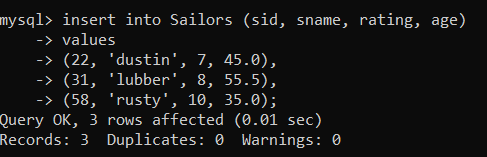 mysql> insert into Sailors (sid, sname, rating, age)
    -> values
    -> (22, 'dustin', 7, 45.0),
    -> (31, 'lubber', 8, 55.5),
    -> (58, 'rusty', 10, 35.0);
Query OK, 3 rows affected (0.01 sec)
Records: 3  Duplicates: 0  Warnings: 0